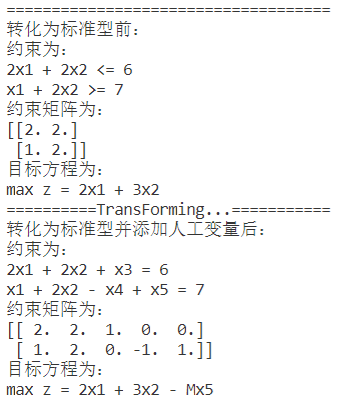 ====================================
转化为标准型前：
约束为：
2x1 + 2x2 <= 6
x1 + 2x2 >= 7
约束矩阵为：
[[2. 2.]
 [1. 2.]]
目标方程为：
max z = 2x1 + 3x2
==========TransForming...===========
转化为标准型并添加人工变量后：
约束为：
2x1 + 2x2 + x3 = 6
x1 + 2x2 - x4 + x5 = 7
约束矩阵为：
[[ 2.  2.  1.  0.  0.]
 [ 1.  2.  0. -1.  1.]]
目标方程为：
max z = 2x1 + 3x2 - Mx5